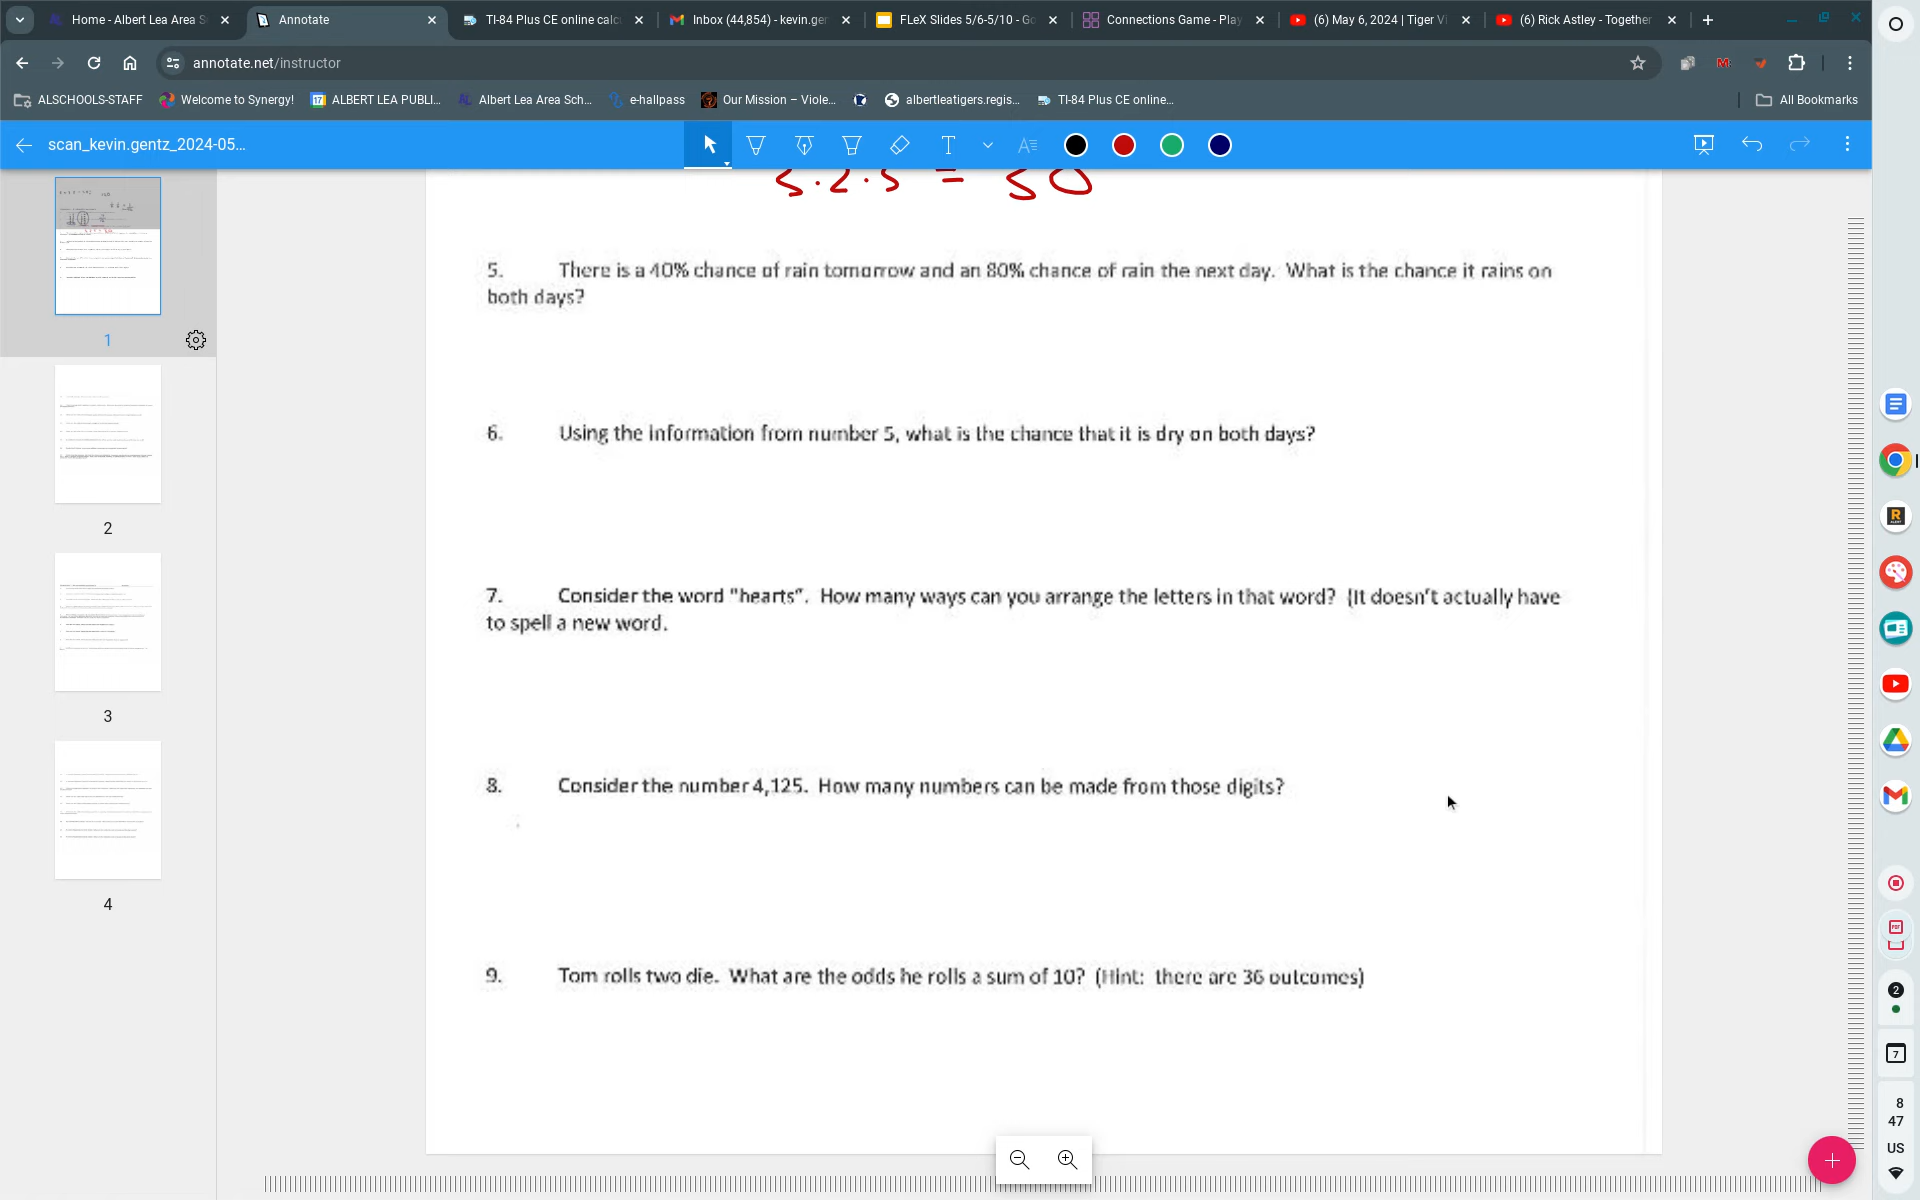 Home - Albert Lea Area S
Annotate
TI-84 Plus CE online calc
Inbox (44,854) - kevin.ger
FLeX Slides 5/6-5/10 - Go
Connections Game - Play
(6) May 6, 2024 | Tiger Vi
(6) Rick Astley - Together
annotate.net/instructor
ALSCHOOLS-STAFF
Welcome to Synergy!
ALBERT LEA PUBLI...
Albert Lea Area Sch...
e-hallpass
Our Mission – Viole...
albertleatigers.regis...
TI-84 Plus CE online...
All Bookmarks
scan_kevin.gentz_2024-05...
5.2.5 = 50
5. There is a 40% chance of rain tomorrow and an 80% chance of rain the next day. What is the chance it rains on
both days?
6. Using the information from number 5, what is the chance that it is dry on both days?
7. Consider the word "hearts". How many ways can you arrange the letters in that word? (It doesn't actually have
to spell a new word.
8. Consider the number 4,125. How many numbers can be made from those digits?
9. Tom rolls two die. What are the odds he rolls a sum of 10? (Hint: there are 36 outcomes)
1
2
3
4
2
7
8
47
US